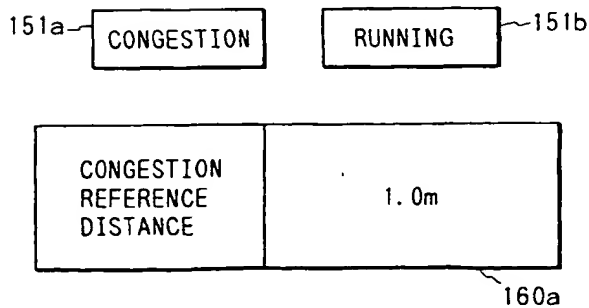 151a CONGESTION RUNNING 151b
CONGESTION
REFERENCE
DISTANCE
1.0m
160a